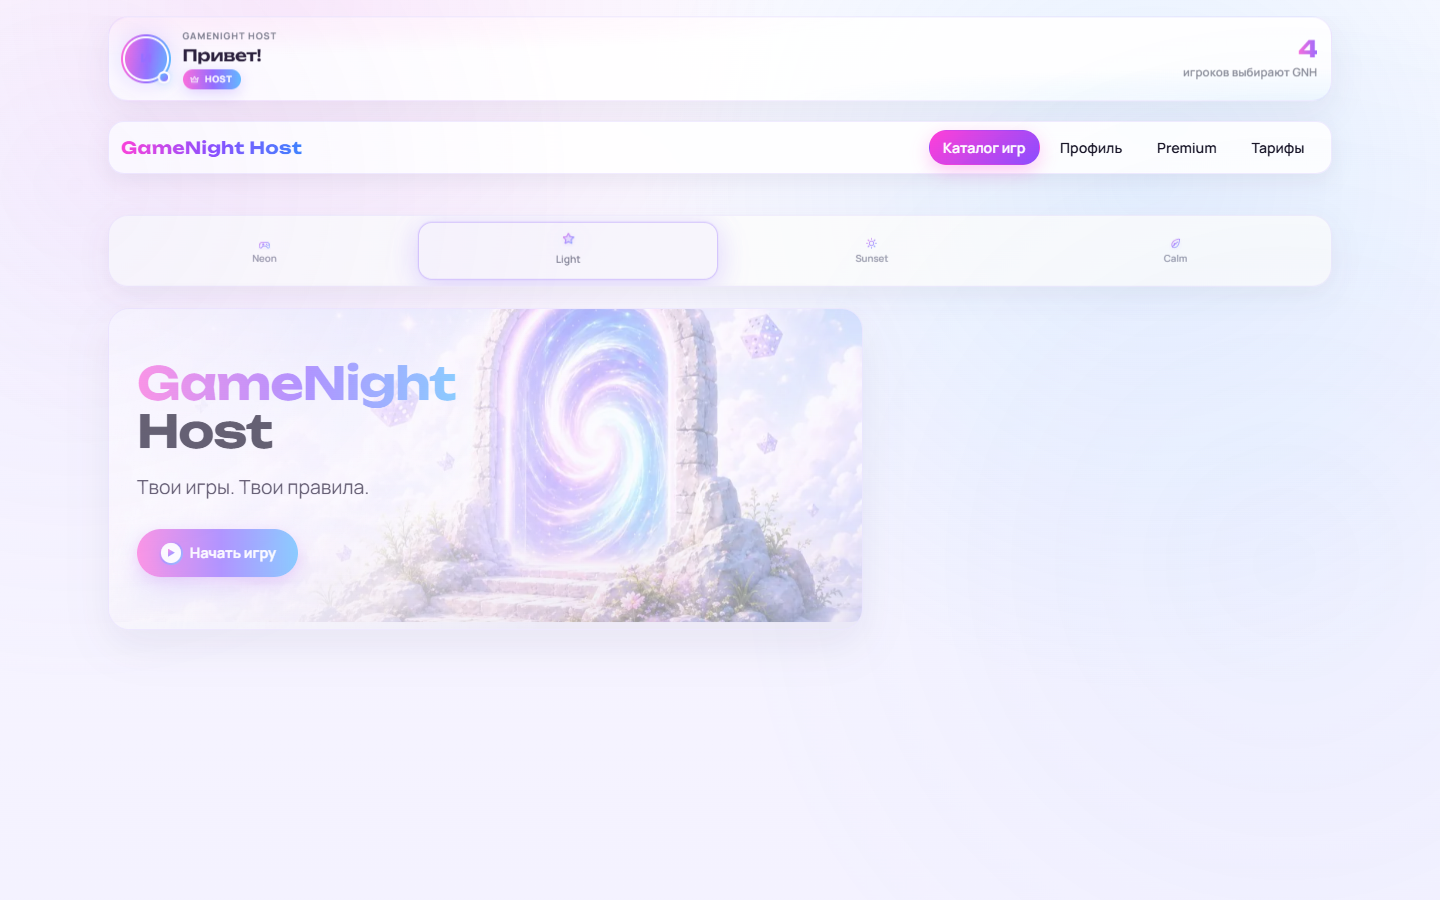 GAMENIGHT HOST
Привет!
HOST
4
игроков выбирают GNH
GameNight Host
Каталог игр
Профиль
Premium
Тарифы
Neon
Light
Sunset
Calm
GameNight
Host
Твои игры. Твои правила.
Начать игру